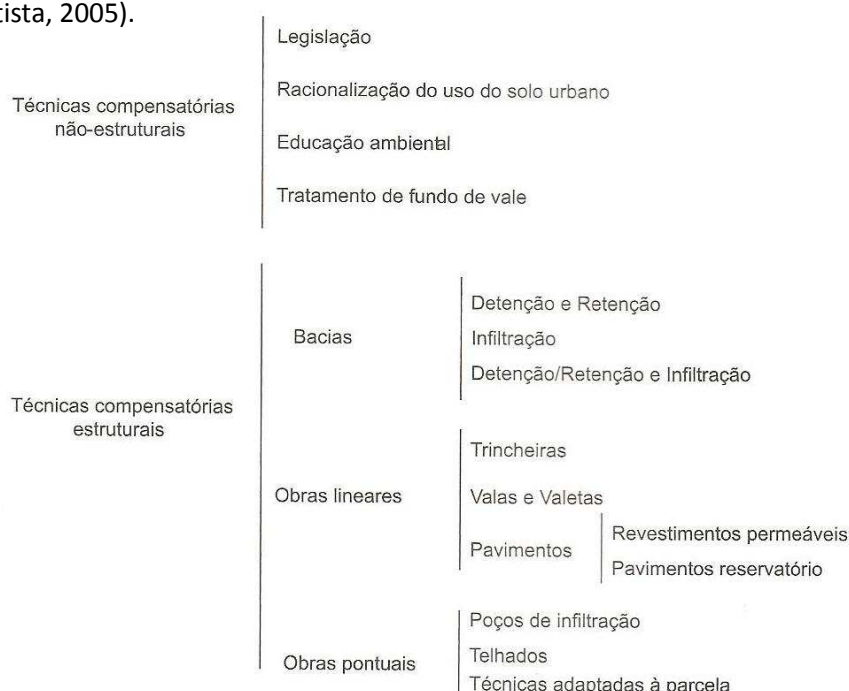 tista, 2005).
Legislação
Racionalização do uso do solo urbano
Técnicas compensatórias
não-estruturais
Educação ambiental
Tratamento de fundo de vale
Detenção e Retenção
Bacias
Infiltração
Detenção/Retenção e Infiltração
Técnicas compensatórias
estruturais
Trincheiras
Obras lineares
Valas e Valetas
Pavimentos
Revestimentos permeáveis
Pavimentos reservatório
Poços de infiltração
Obras pontuais
Telhados
Técnicas adaptadas à parcela